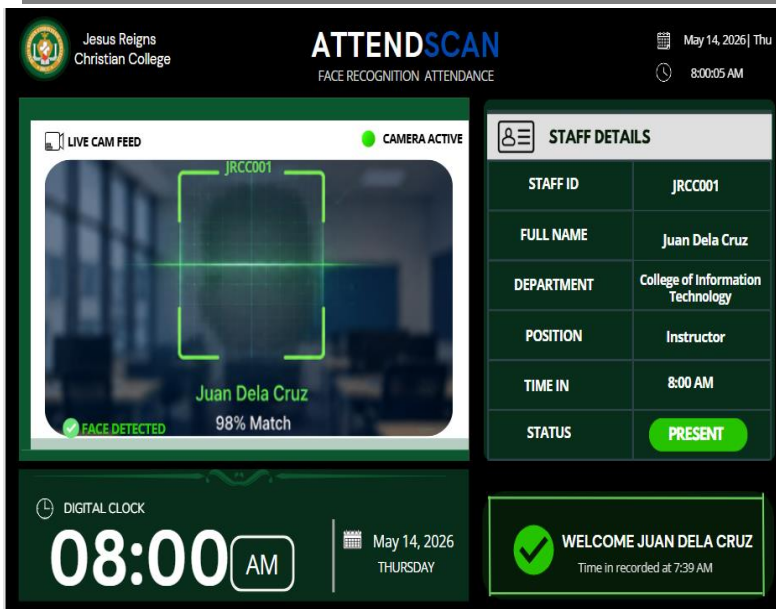 Jesus Reigns
Christian College
ATTENDSCAN
FACE RECOGNITION ATTENDANCE
May 14, 2026| Thu
8:00:05 AM
LIVE CAM FEED
CAMERA ACTIVE
JRCC001
Juan Dela Cruz
98% Match
FACE DETECTED
STAFF DETAILS
STAFF ID JRCC001
FULL NAME Juan Dela Cruz
DEPARTMENT College of Information
Technology
POSITION Instructor
TIME IN 8:00 AM
STATUS PRESENT
DIGITAL CLOCK
08:00 AM
May 14, 2026
THURSDAY
WELCOME JUAN DELA CRUZ
Time in recorded at 7:39 AM